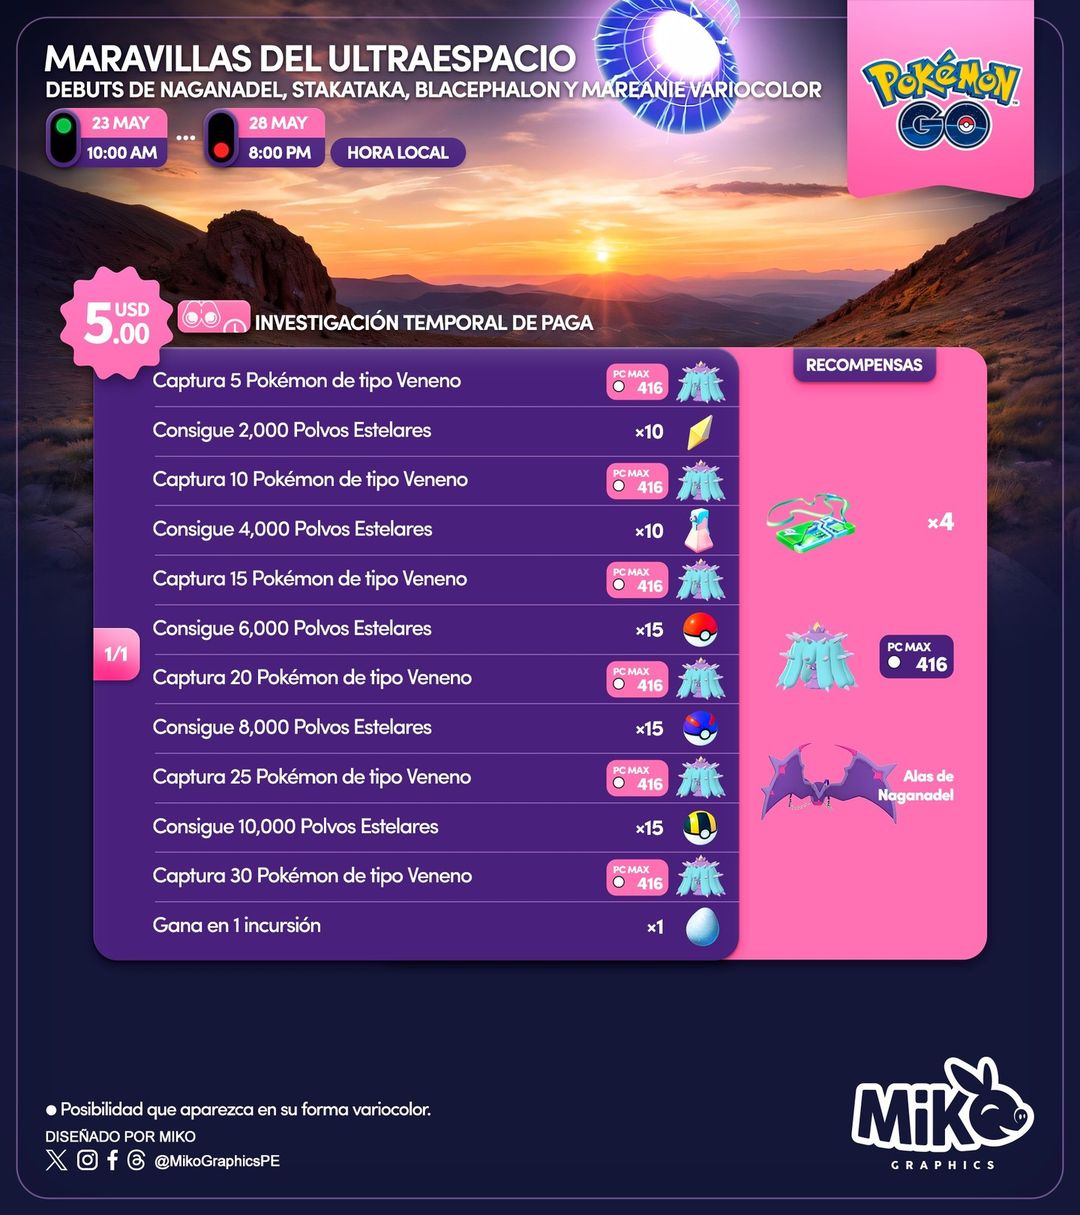 MARAVILLAS DEL ULTRAESPACIO
DEBUTS DE NAGANADEL, STAKATAKA, BLACEPHALON Y MAREANIE VARIOCOLOR
23 MAY
10:00 AM
...
28 MAY
8:00 PM
HORA LOCAL
POKéMON
GO
5.00 USD
INVESTIGACIÓN TEMPORAL DE PAGA
RECOMPENSAS
1/1
Captura 5 Pokémon de tipo Veneno PC MAX 416
Consigue 2,000 Polvos Estelares ×10
Captura 10 Pokémon de tipo Veneno PC MAX 416
Consigue 4,000 Polvos Estelares ×10
Captura 15 Pokémon de tipo Veneno PC MAX 416
Consigue 6,000 Polvos Estelares ×15
Captura 20 Pokémon de tipo Veneno PC MAX 416
Consigue 8,000 Polvos Estelares ×15
Captura 25 Pokémon de tipo Veneno PC MAX 416
Consigue 10,000 Polvos Estelares ×15
Captura 30 Pokémon de tipo Veneno PC MAX 416
Gana en 1 incursión ×1
×4
PC MAX
416
Alas de
Naganadel
Posibilidad que aparezca en su forma variocolor.
DISEÑADO POR MIKO
@MikoGraphicsPE
MiKO
GRAPHICS